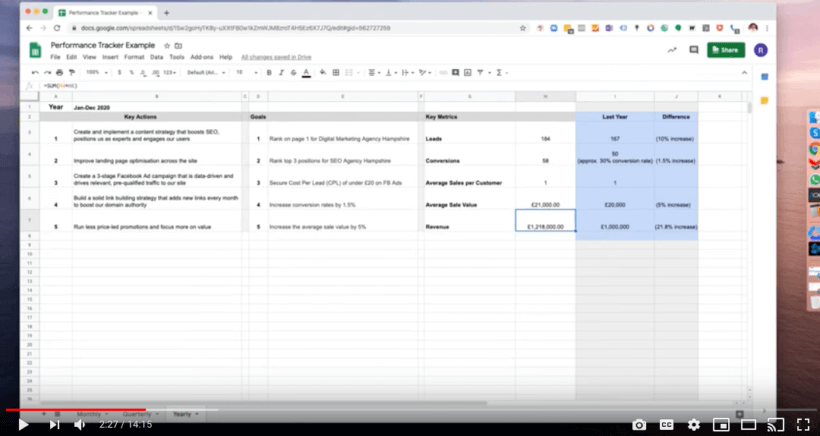 Performance Tracker Example
docs.google.com/spreadsheets/d/
Performance Tracker Example
File Edit View Insert Format Data Tools Add-ons Help All changes saved in Drive
Share
R
100% $ % .0 .00 123 Default (Ari... 10 B I S A
fx
A B C D E F G H I J K
1 Year Jan-Dec 2020
2 Key Actions Goals Key Metrics Last Year Difference
3 Create and implement a content strategy that boosts SEO,
1 positions us as experts and engages our users 1 Rank on page 1 for Digital Marketing Agency Hampshire Leads 184 167 (10% increase)
4 50
2 Improve landing page optimisation across the site 2 Rank top 3 positions for SEO Agency Hampshire Conversions 58 (approx. 30% conversion rate) (1.5% increase)
5 Create a 3-stage Facebook Ad campaign that is data-driven and
3 drives relevant, pre-qualified traffic to our site 3 Secure Cost Per Lead (CPL) of under £20 on FB Ads Average Sales per Customer 1 1
6 Build a solid link building strategy that adds new links every month
4 to boost our domain authority 4 Increase conversion rates by 1.5% Average Sale Value £21,000.00 £20,000 (5% increase)
7
5 Run less price-led promotions and focus more on value 5 Increase the average sale value by 5% Revenue £1,218,000.00 £1,000,000 (21.8% increase)
Monthly Quarterly Yearly
2:27 / 14:15
CC